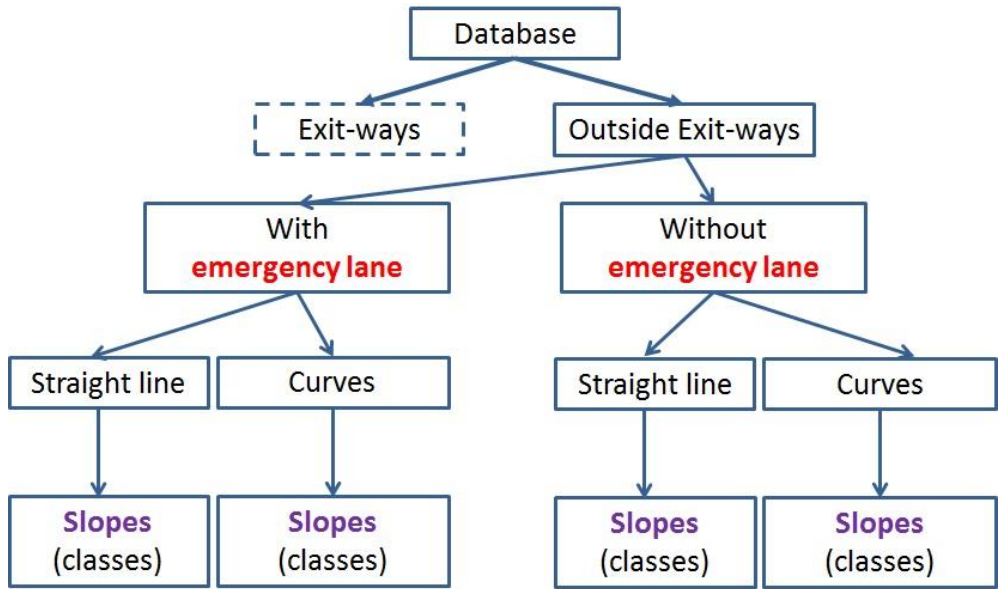 Database
Exit-ways
Outside Exit-ways
With
emergency lane
Without
emergency lane
Straight line
Curves
Straight line
Curves
Slopes
(classes)
Slopes
(classes)
Slopes
(classes)
Slopes
(classes)